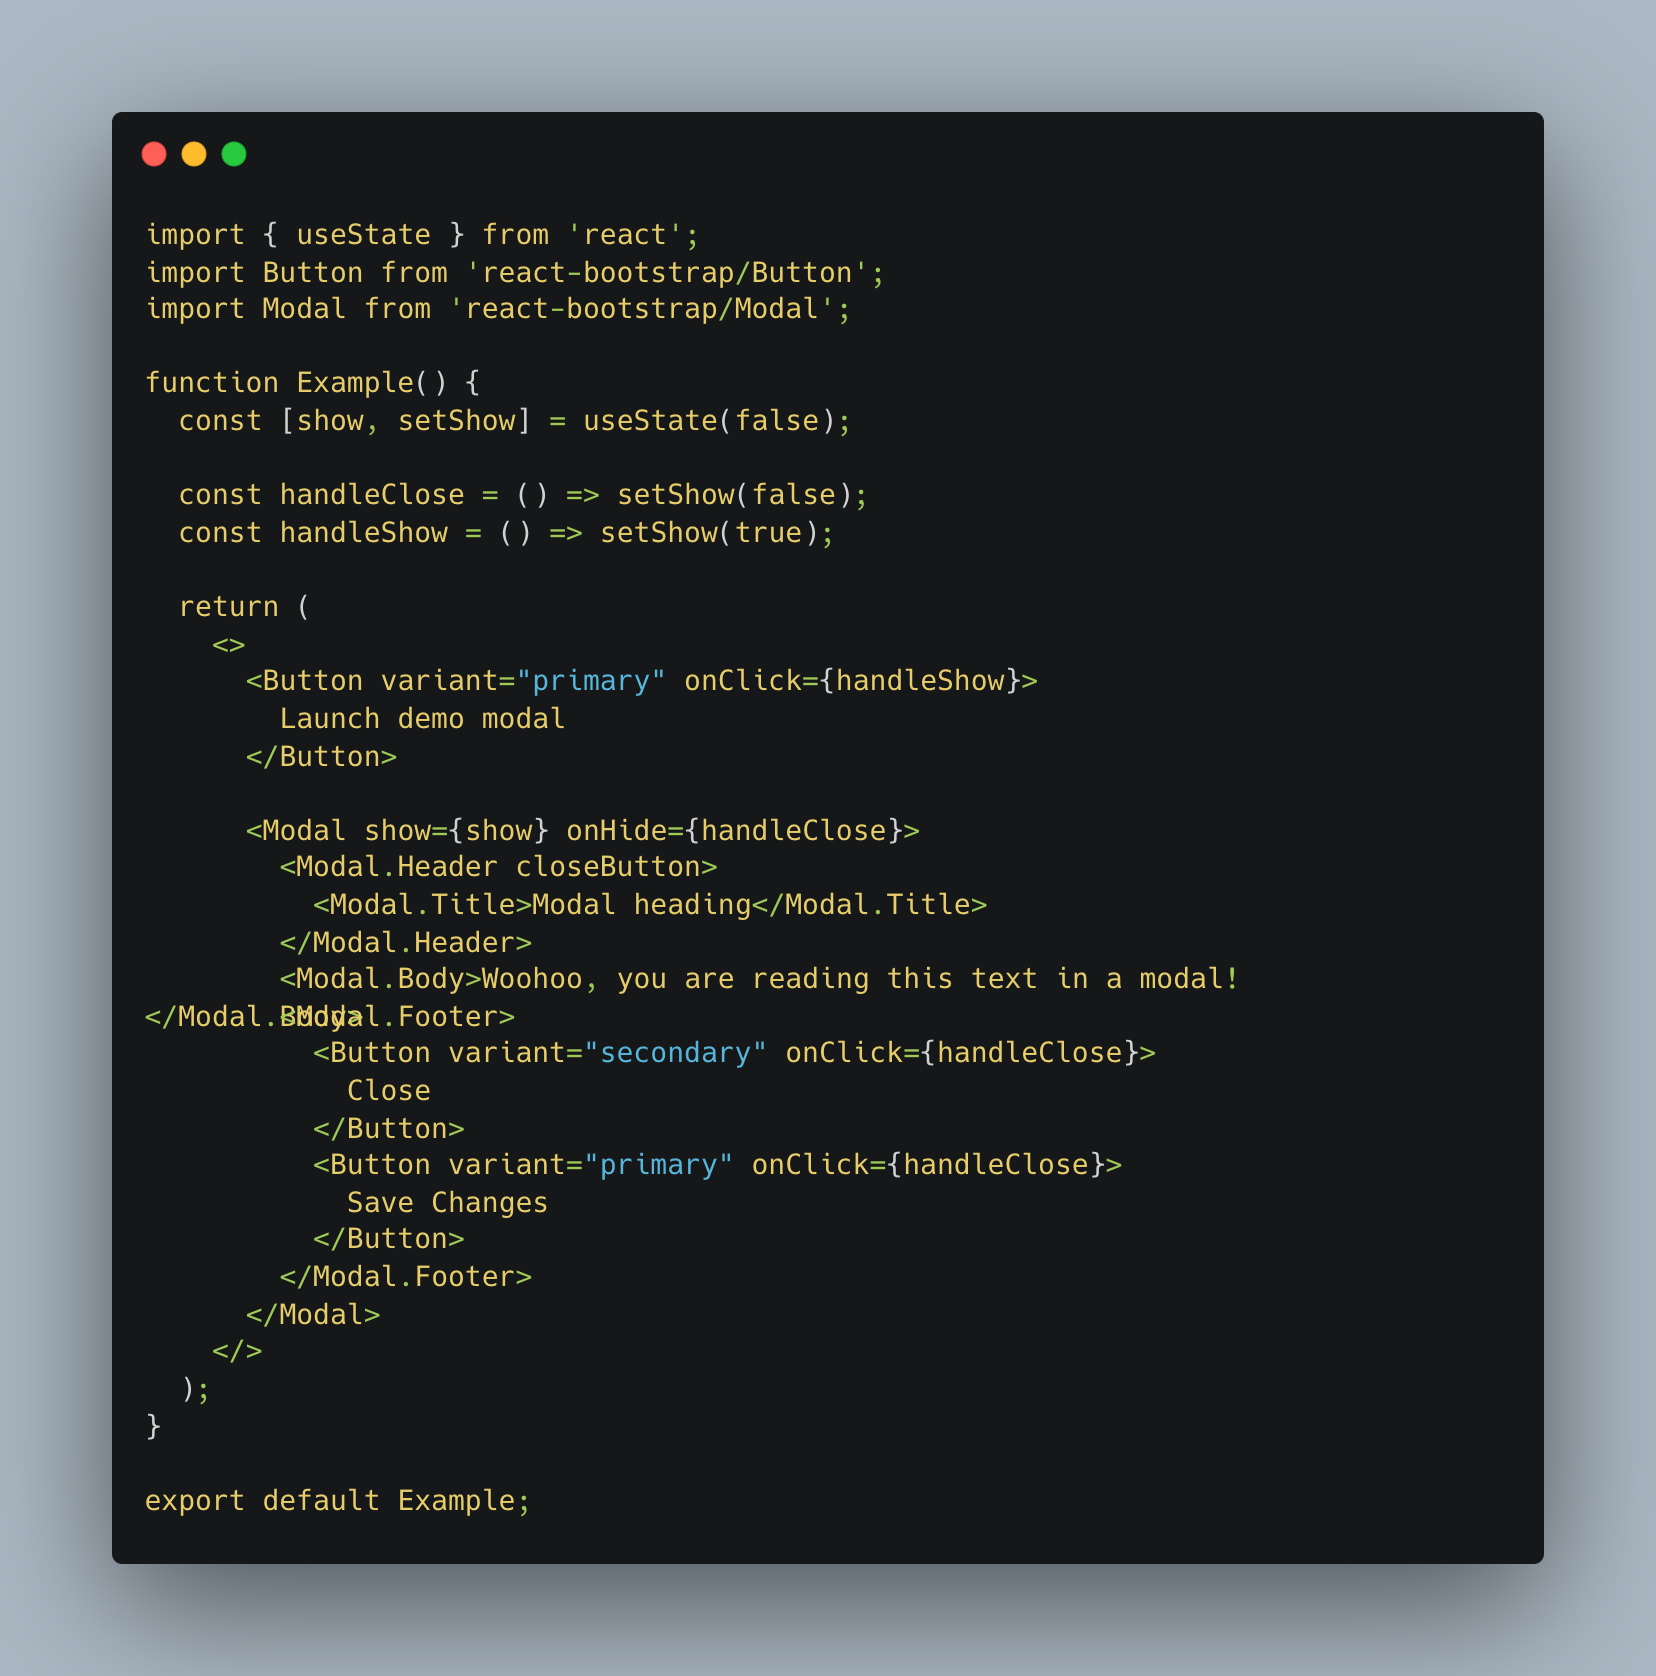 import { useState } from 'react';
import Button from 'react-bootstrap/Button';
import Modal from 'react-bootstrap/Modal';

function Example() {
  const [show, setShow] = useState(false);

  const handleClose = () => setShow(false);
  const handleShow = () => setShow(true);

  return (
    <>
      <Button variant="primary" onClick={handleShow}>
        Launch demo modal
      </Button>

      <Modal show={show} onHide={handleClose}>
        <Modal.Header closeButton>
          <Modal.Title>Modal heading</Modal.Title>
        </Modal.Header>
        <Modal.Body>Woohoo, you are reading this text in a modal!
</Modal.Body>
        <Modal.Footer>
          <Button variant="secondary" onClick={handleClose}>
            Close
          </Button>
          <Button variant="primary" onClick={handleClose}>
            Save Changes
          </Button>
        </Modal.Footer>
      </Modal>
    </>
  );
}

export default Example;